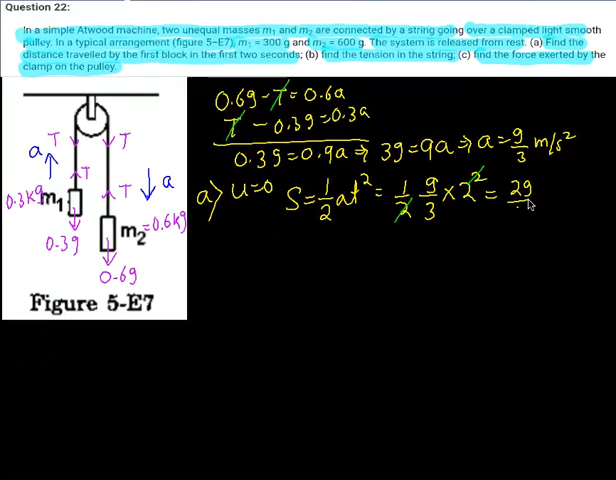 Question 22:
In a simple Atwood machine, two unequal masses m₁ and m₂ are connected by a string going over a clamped light smooth
pulley. In a typical arrangement (figure 5-E7), m₁ = 300 g and m₂ = 600 g. The system is released from rest. (a) Find the
distance travelled by the first block in the first two seconds; (b) find the tension in the string; (c) find the force exerted by the
clamp on the pulley.
0.6g - T = 0.6a
T - 0.3g = 0.3a
0.3g = 0.9a ⇒ 3g = 9a ⇒ a = g/3 m/s²
a) u=0 S = 1/2 at² = 1/2 g/3 × 2² = 2g
T T
a T
T a
0.3kg m₁
m₂ = 0.6kg
0.3g
0.6g
Figure 5-E7